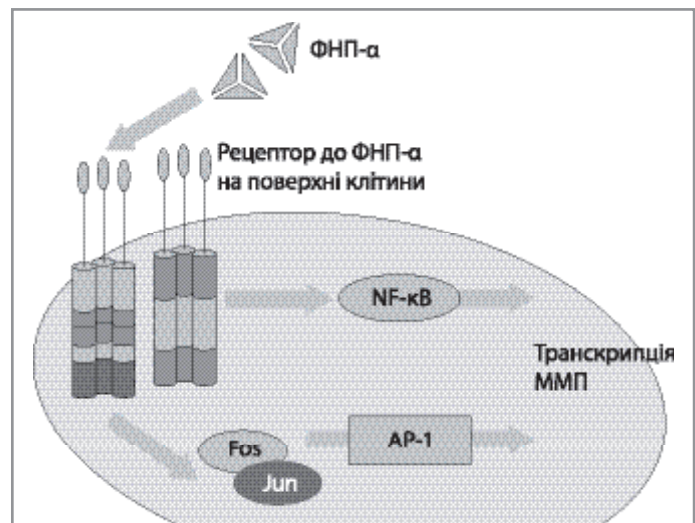 ФНП-α
Рецептор до ФНП-α
на поверхні клітини
NF-κB
Транскрипція
ММП
Fos
AP-1
Jun